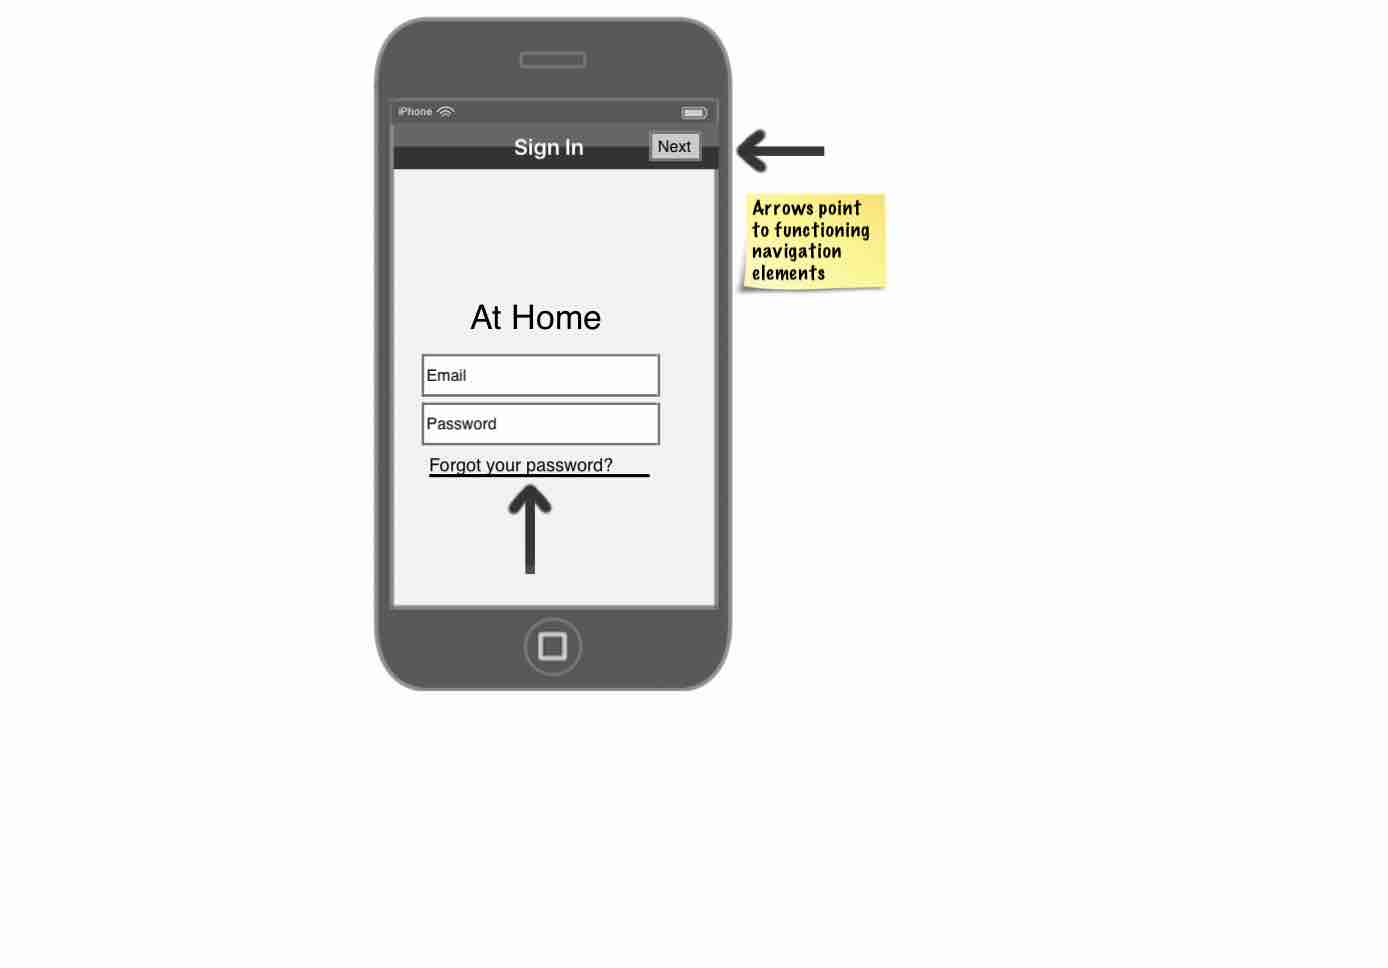 iPhone
Sign In
Next
Arrows point
to functioning
navigation
elements
At Home
Email
Password
Forgot your password?